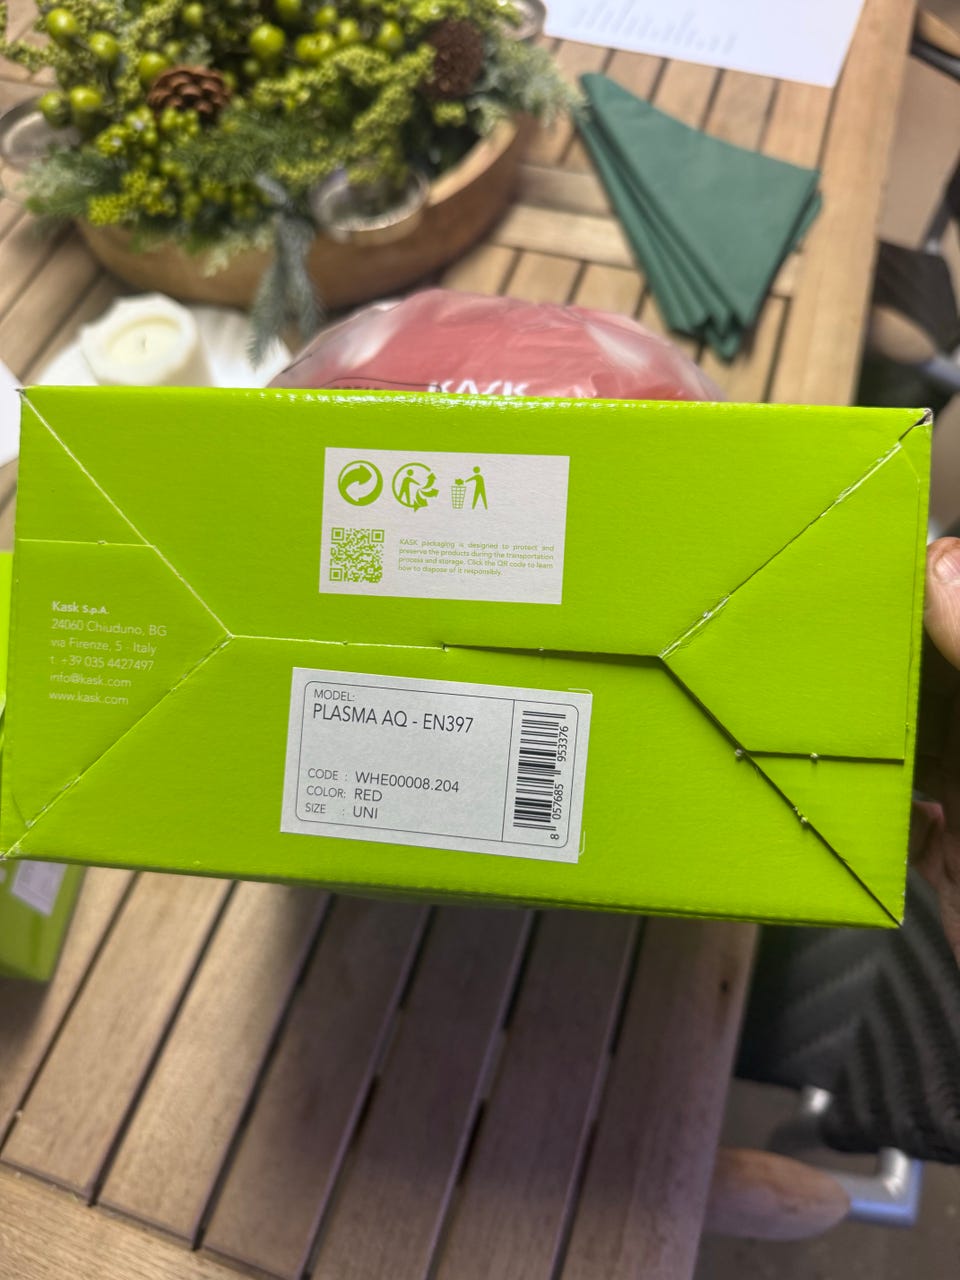 KASK
KASK packaging is designed to protect and
preserve the products during the transportation
process and storage. Click the QR code to learn
how to dispose of it responsibly.
Kask S.p.A.
24060 Chiuduno, BG
via Firenze, 5 - Italy
t. +39 035 4427497
info@kask.com
www.kask.com
MODEL:
PLASMA AQ - EN397
CODE : WHE00008.204
COLOR: RED
SIZE : UNI
8 057685 953376